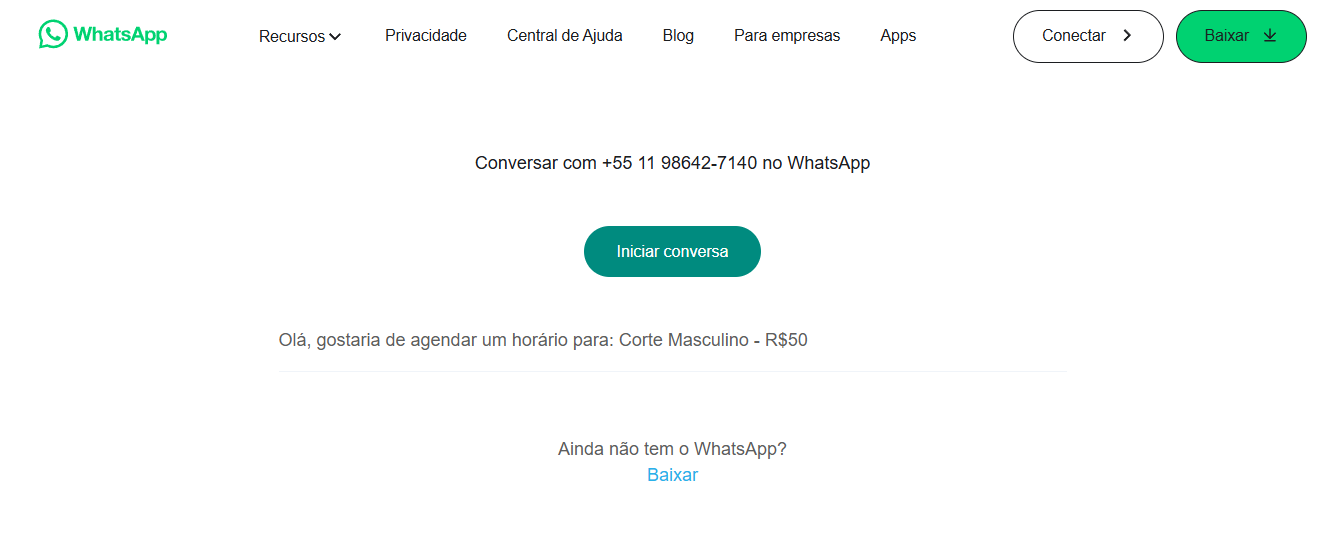 WhatsApp Recursos Privacidade Central de Ajuda Blog Para empresas Apps Conectar Baixar
Conversar com +55 11 98642-7140 no WhatsApp
Iniciar conversa
Olá, gostaria de agendar um horário para: Corte Masculino - R$50
Ainda não tem o WhatsApp?
Baixar